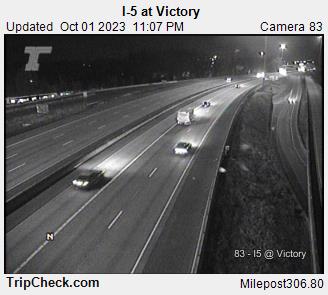 I-5 at Victory
Updated Oct 01 2023 11:07 PM Camera 83
N
83 - I5 @ Victory
TripCheck.com Milepost306.80